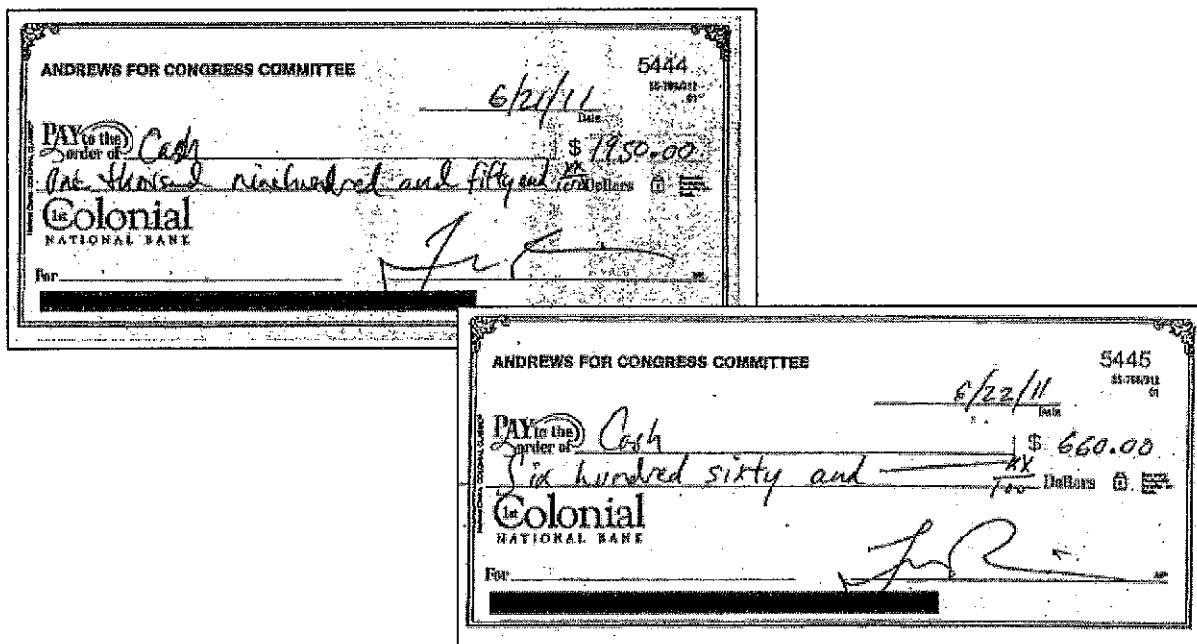 ANDREWS FOR CONGRESS COMMITTEE
5444
6/21/11
Date
PAY to the order of Cash $ 1950.00
One thousand ninehundred and fifty and XX/100 Dollars
1st Colonial
NATIONAL BANK
For
ANDREWS FOR CONGRESS COMMITTEE
5445
6/22/11
Date
PAY to the order of Cash $ 660.00
Six hundred sixty and XX/100 Dollars
1st Colonial
NATIONAL BANK
For